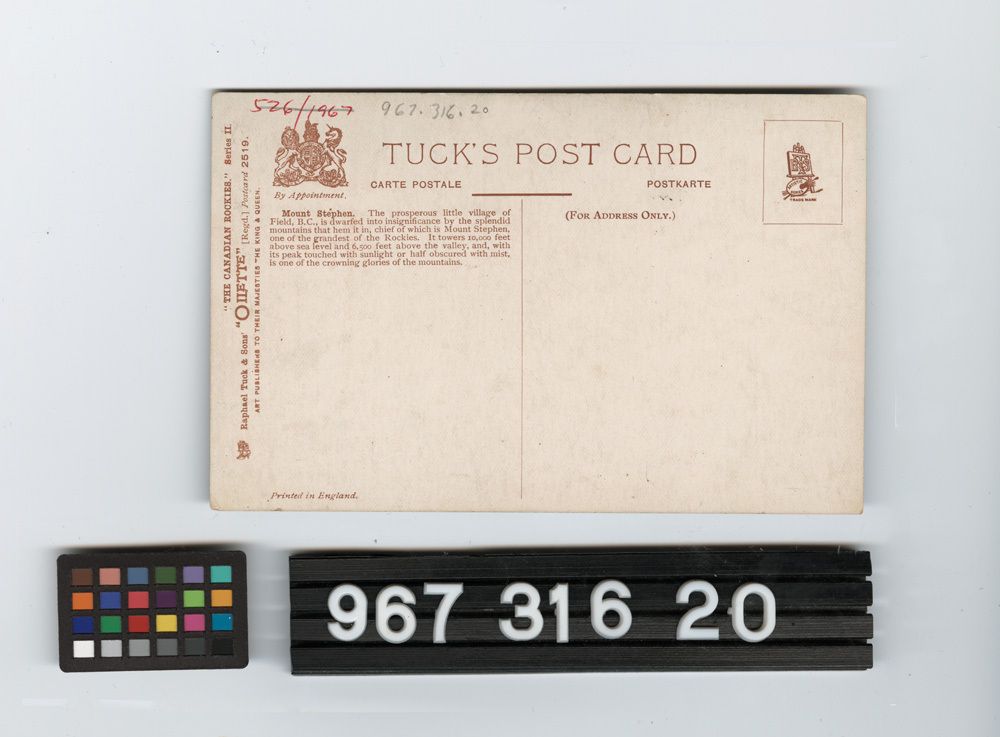 526/1967
967.316.20
TUCK'S POST CARD
CARTE POSTALE
POSTKARTE
By Appointment.
TRADE MARK
(For Address Only.)
Mount Stephen. The prosperous little village of
Field, B.C., is dwarfed into insignificance by the splendid
mountains that hem it in, chief of which is Mount Stephen,
one of the grandest of the Rockies. It towers 10,000 feet
above sea level and 6,500 feet above the valley, and, with
its peak touched with sunlight or half obscured with mist,
is one of the crowning glories of the mountains.
"THE CANADIAN ROCKIES." Series II.
Raphael Tuck & Sons' "OILETTE" [Regd.] Postcard 2519.
ART PUBLISHERS TO THEIR MAJESTIES THE KING & QUEEN.
Printed in England.
967 316 20